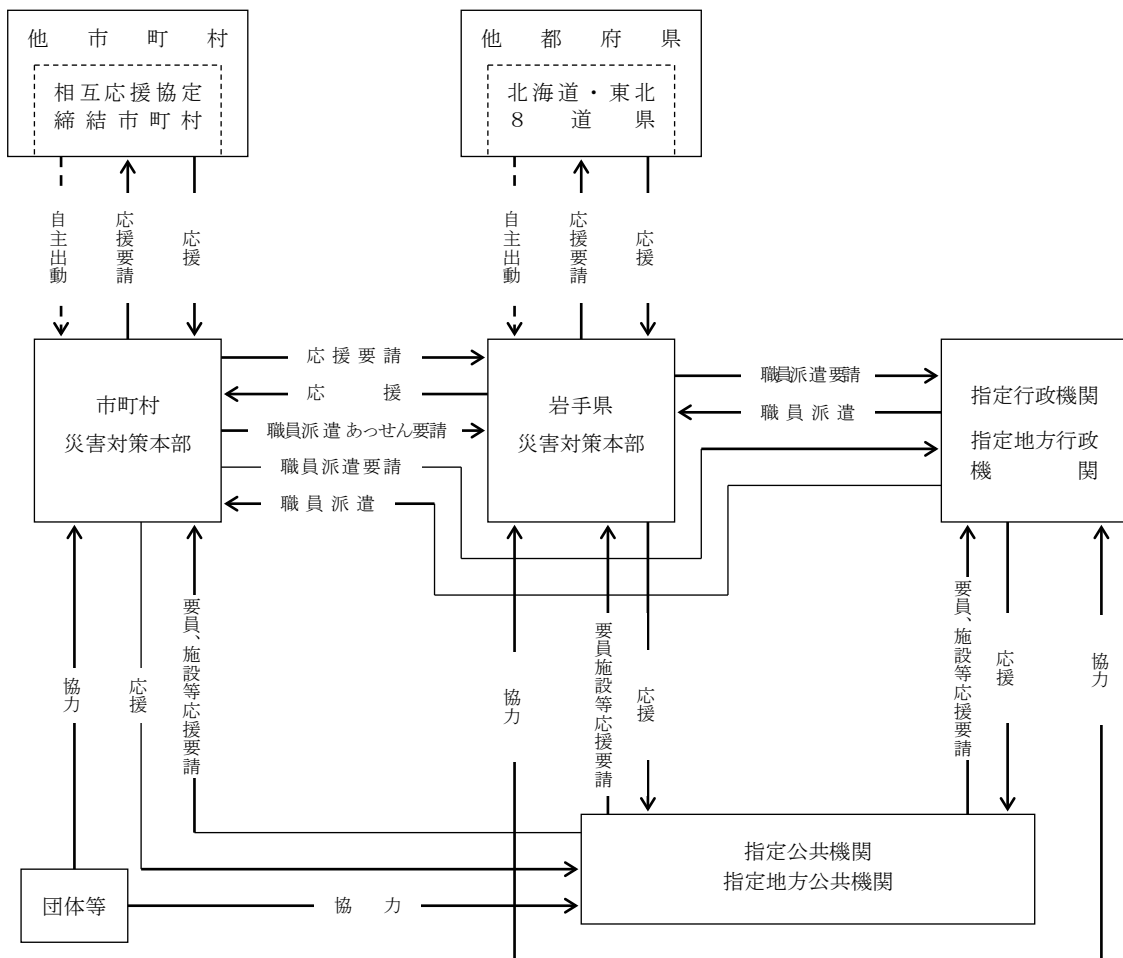 他市町村
相互応援協定
締結市町村
他都府県
北海道・東北
８道県
自主出動
応援要請
応援
自主出動
応援要請
応援
市町村
災害対策本部
応援要請
応援
職員派遣あっせん要請
職員派遣要請
職員派遣
岩手県
災害対策本部
職員派遣要請
職員派遣
指定行政機関
指定地方行政
機関
協力
応援
要員、施設等応援要請
協力
要員施設等応援要請
応援
要員、施設等応援要請
応援
協力
指定公共機関
指定地方公共機関
団体等
協力